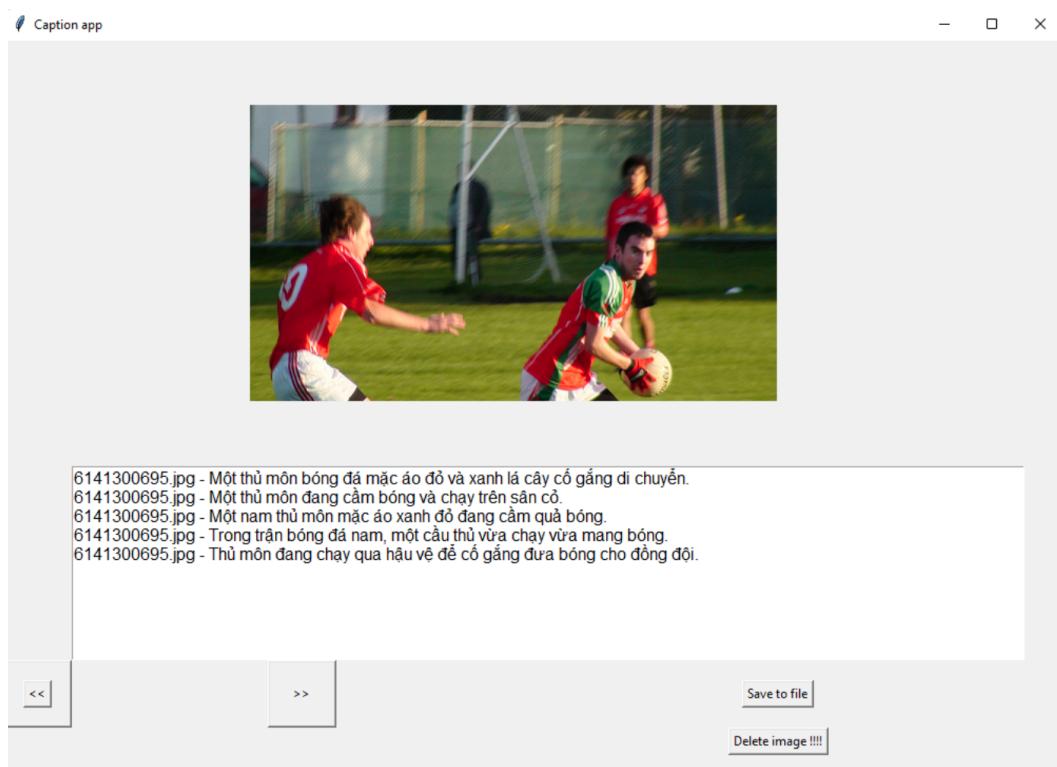 Caption app
6141300695.jpg - Một thủ môn bóng đá mặc áo đỏ và xanh lá cây cố gắng di chuyển.
6141300695.jpg - Một thủ môn đang cầm bóng và chạy trên sân cỏ.
6141300695.jpg - Một nam thủ môn mặc áo xanh đỏ đang cầm quả bóng.
6141300695.jpg - Trong trận bóng đá nam, một cầu thủ vừa chạy vừa mang bóng.
6141300695.jpg - Thủ môn đang chạy qua hậu vệ để cố gắng đưa bóng cho đồng đội.
<<
>>
Save to file
Delete image !!!!